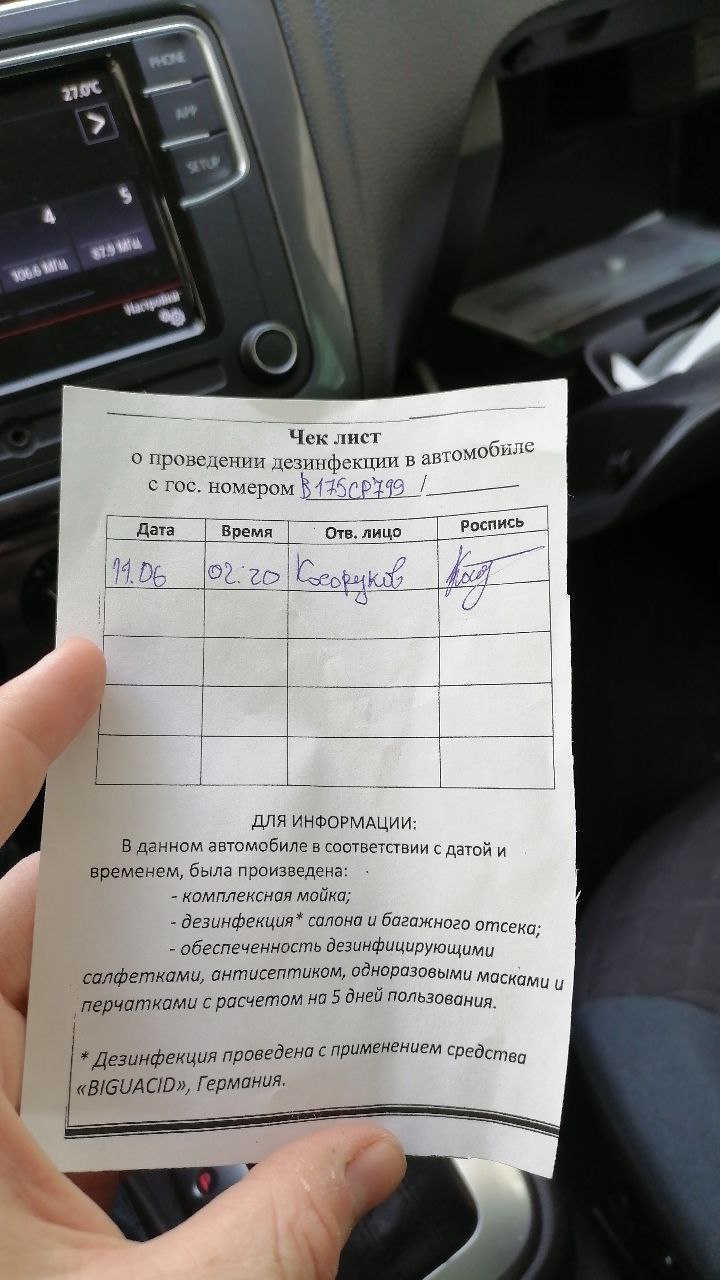 27.0°C
PHONE
APP
SETUP
4 5
106.6 МГц 87.9 МГц
Настройки
Чек лист
о проведении дезинфекции в автомобиле
с гос. номером В175СР799 /
Дата Время Отв. лицо Роспись
11.06 02:20 Косоруков
ДЛЯ ИНФОРМАЦИИ:
В данном автомобиле в соответствии с датой и
временем, была произведена:
- комплексная мойка;
- дезинфекция* салона и багажного отсека;
- обеспеченность дезинфицирующими
салфетками, антисептиком, одноразовыми масками и
перчатками с расчетом на 5 дней пользования.
* Дезинфекция проведена с применением средства
«BIGUACID», Германия.
P